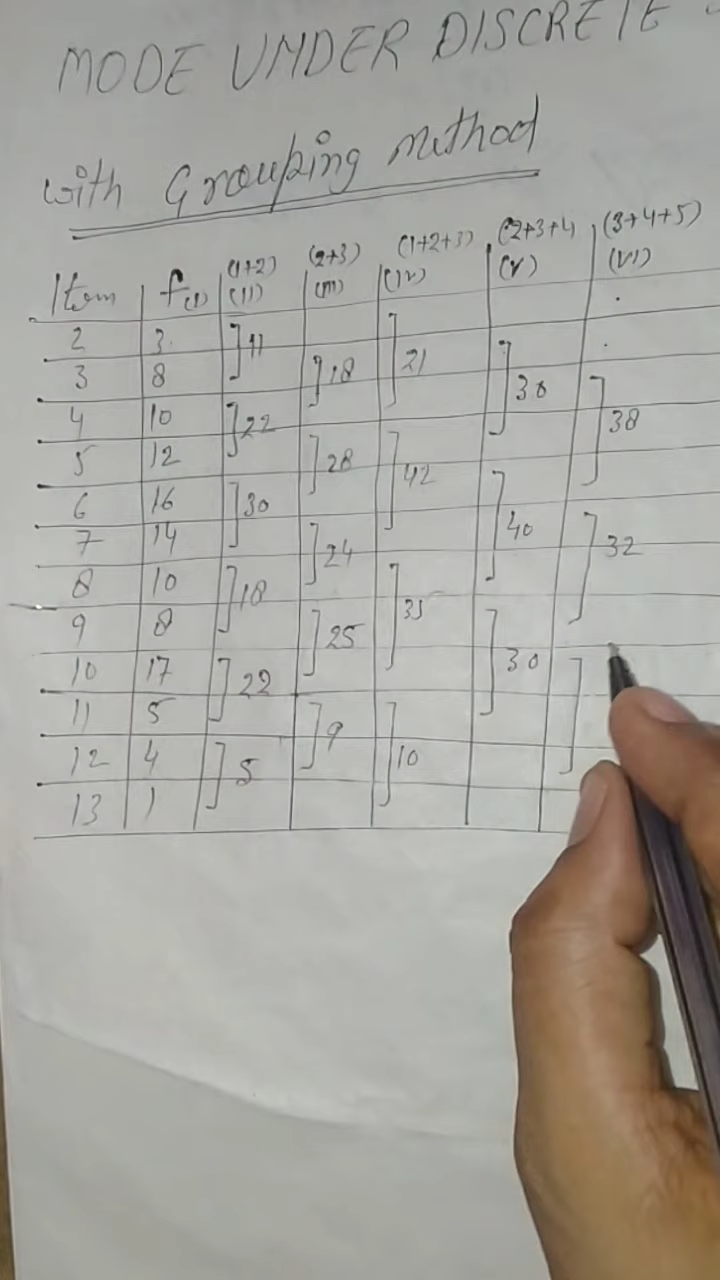 MODE UNDER DISCRETE
with Grouping method
(1+2) (2+3) (1+2+3) (2+3+4) (3+4+5)
Item f(I) (II) (III) (IV) (V) (VI)
2 3 11
3 8 18 21
4 10 22 30 38
5 12 28
6 16 30 42
7 14 24 40 32
8 10 18
9 8 25 35
10 17 22 30
11 5 9
12 4 5 10
13 1